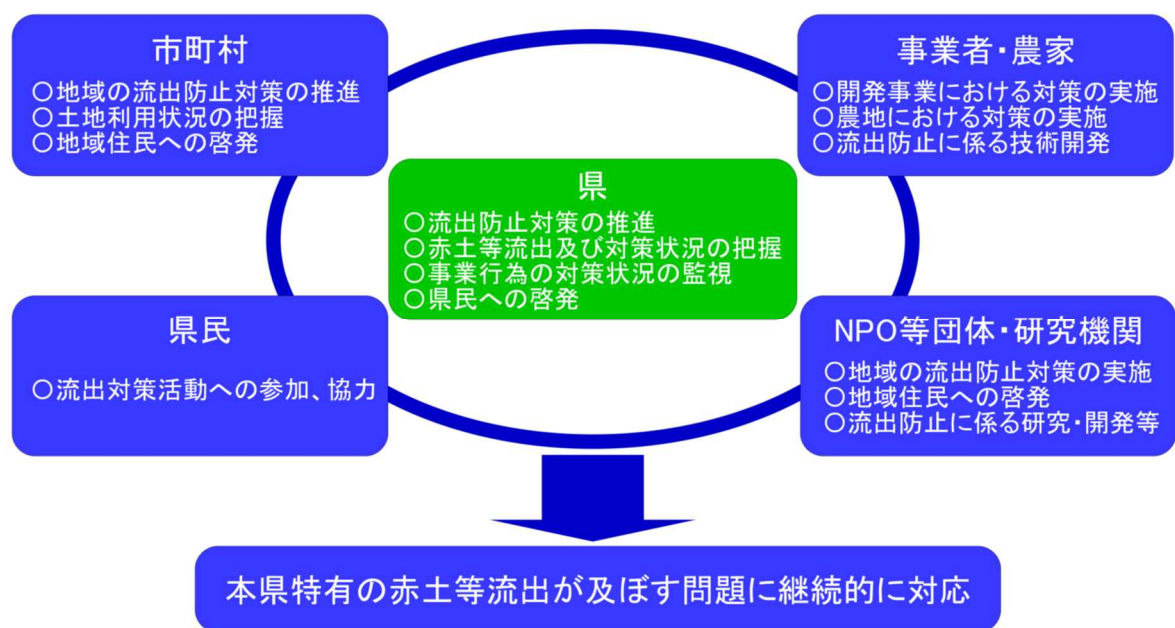 市町村
○地域の流出防止対策の推進
○土地利用状況の把握
○地域住民への啓発
事業者・農家
○開発事業における対策の実施
○農地における対策の実施
○流出防止に係る技術開発
県
○流出防止対策の推進
○赤土等流出及び対策状況の把握
○事業行為の対策状況の監視
○県民への啓発
県民
○流出対策活動への参加、協力
NPO等団体・研究機関
○地域の流出防止対策の実施
○地域住民への啓発
○流出防止に係る研究・開発等
本県特有の赤土等流出が及ぼす問題に継続的に対応